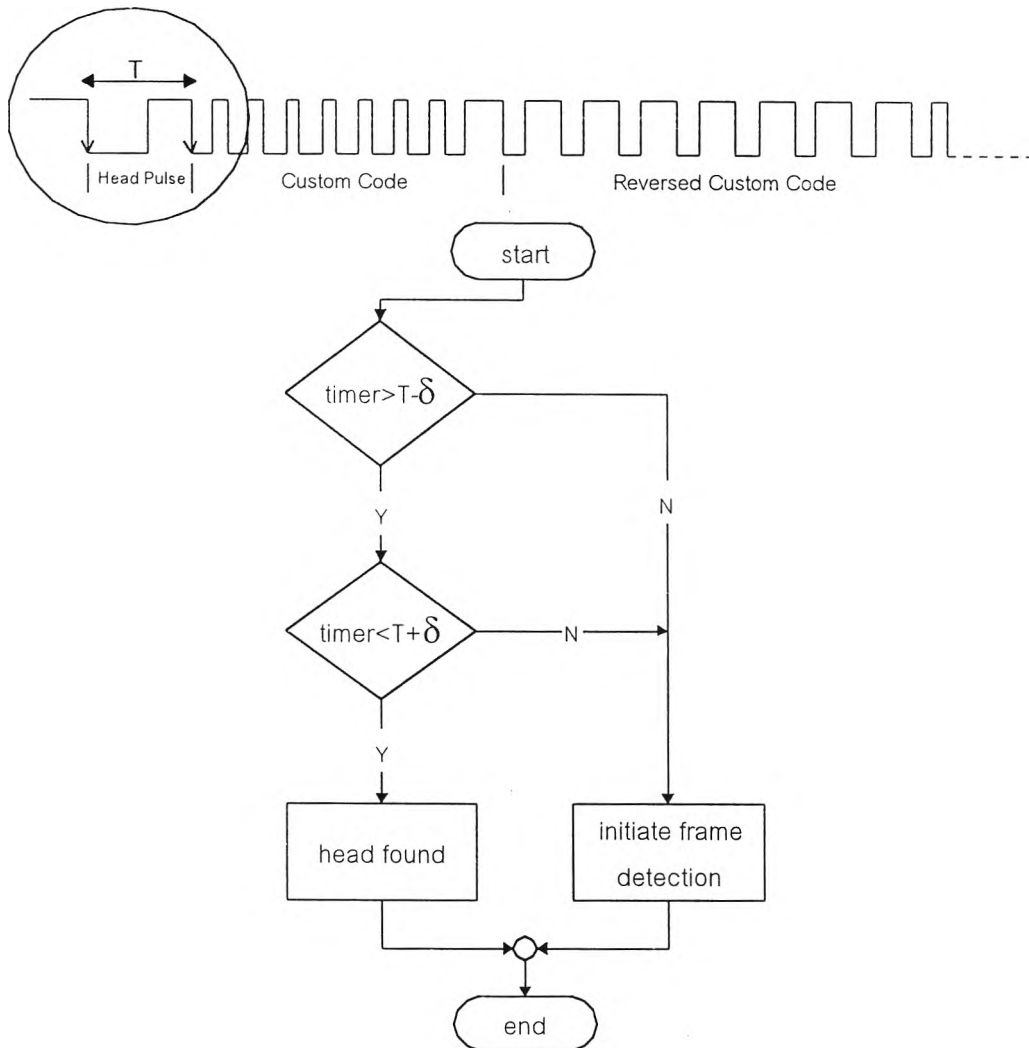 T
Head Pulse
Custom Code
Reversed Custom Code
start
timer>T-δ
N
Y
timer<T+δ
N
Y
head found
initiate frame
detection
end